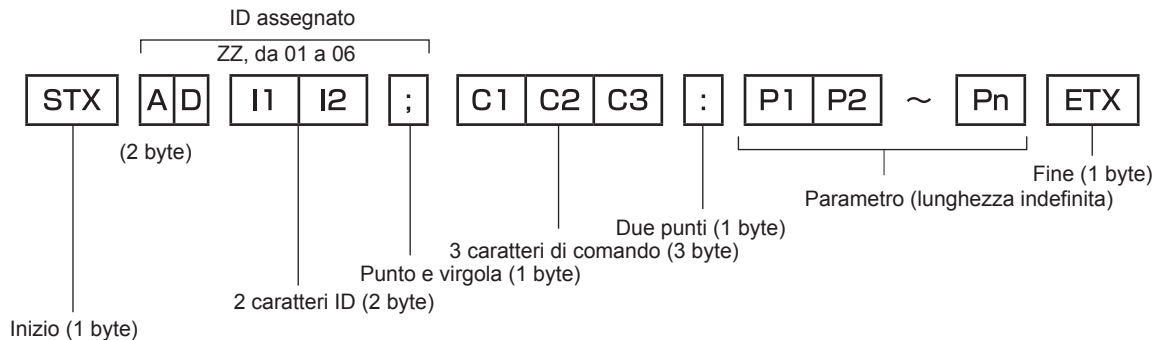 ID assegnato
ZZ, da 01 a 06
STX A D I1 I2 ; C1 C2 C3 : P1 P2 ~ Pn ETX
(2 byte)
Fine (1 byte)
Parametro (lunghezza indefinita)
Due punti (1 byte)
3 caratteri di comando (3 byte)
Punto e virgola (1 byte)
2 caratteri ID (2 byte)
Inizio (1 byte)